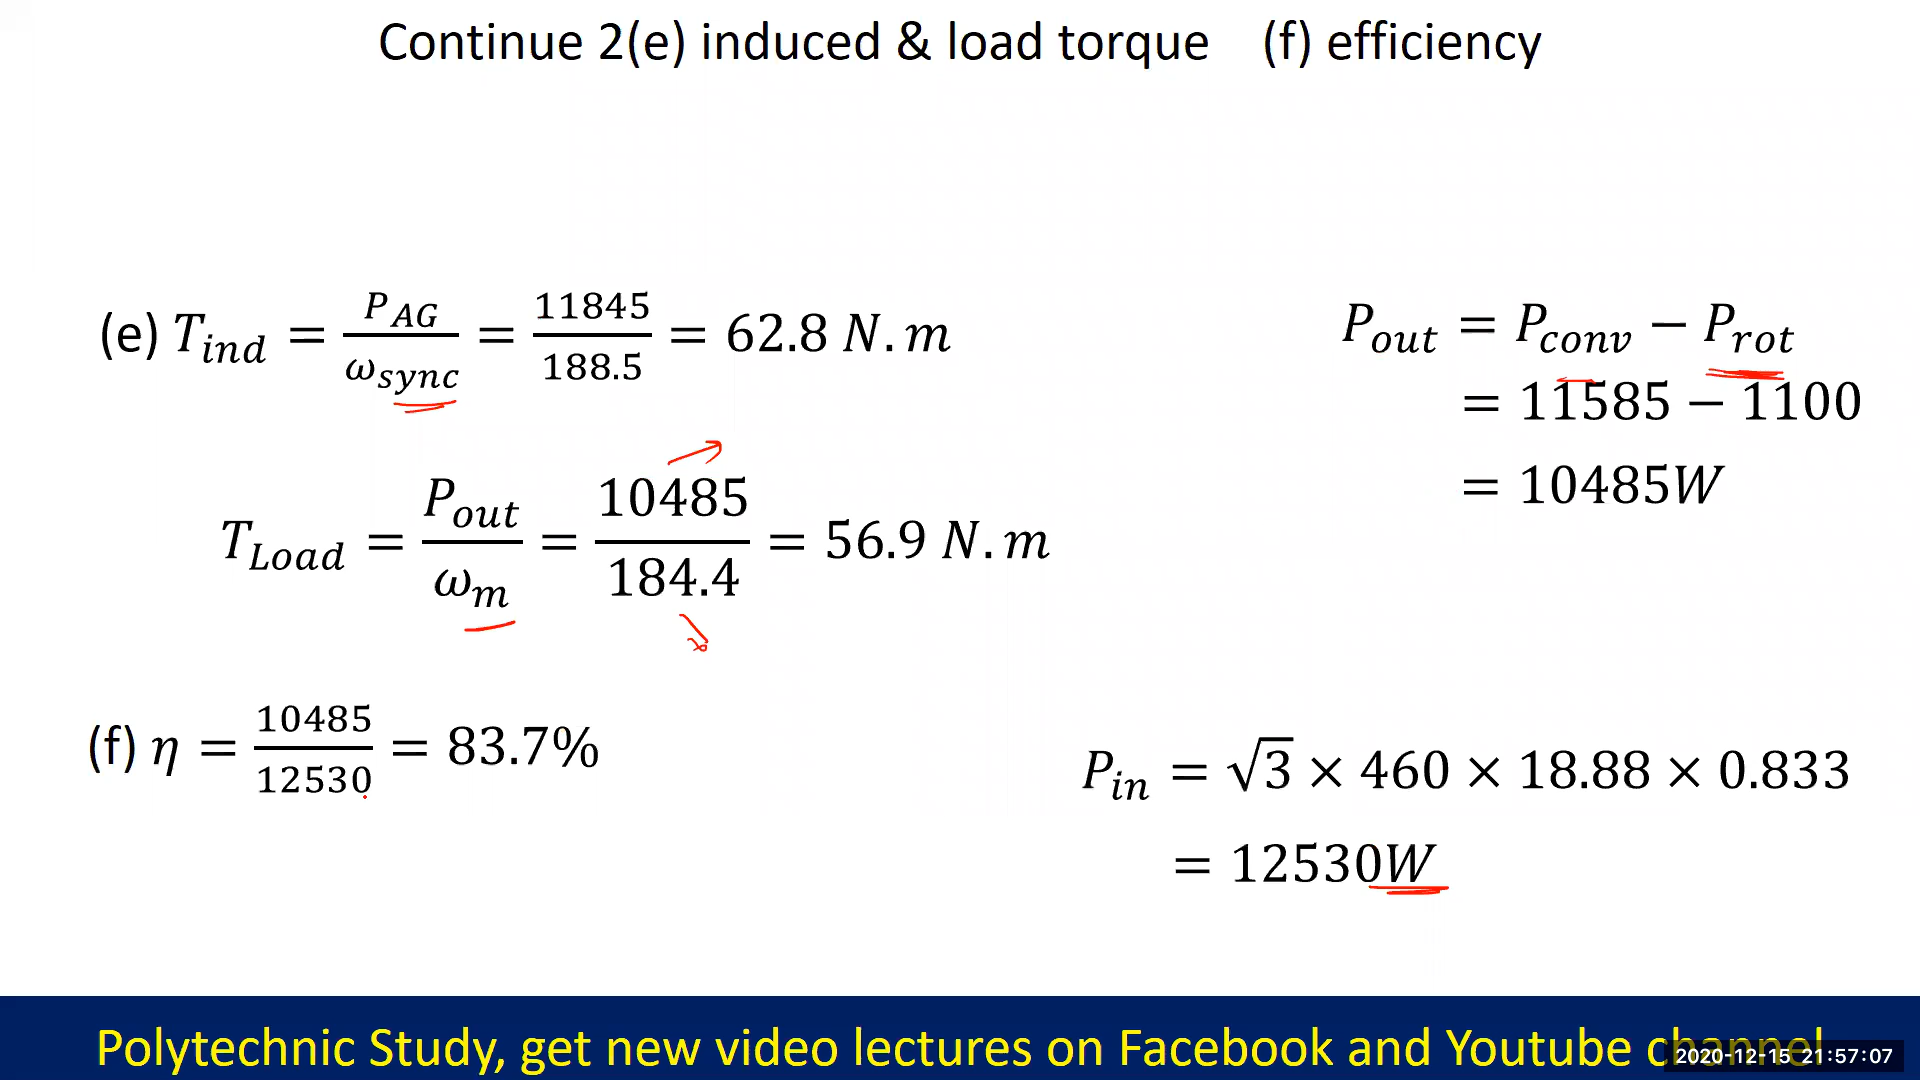 Continue 2(e) induced & load torque (f) efficiency
(e) T_ind = P_AG / ω_sync = 11845 / 188.5 = 62.8 N.m
P_out = P_conv − P_rot
= 11585 − 1100
= 10485W
T_Load = P_out / ω_m = 10485 / 184.4 = 56.9 N.m
(f) η = 10485 / 12530 = 83.7%
P_in = √3 × 460 × 18.88 × 0.833
= 12530W
Polytechnic Study, get new video lectures on Facebook and Youtube channel
2020-12-15 21:57:07